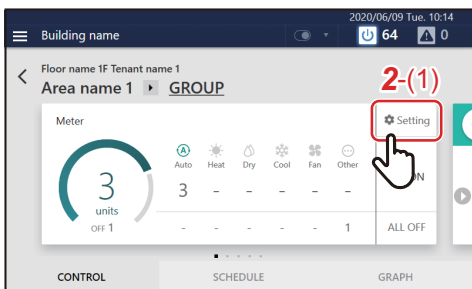 2020/06/09 Tue. 10:14
Building name
64
0
Floor name 1F Tenant name 1
Area name 1 GROUP
2-(1)
Meter
Setting
A
Auto Heat Dry Cool Fan Other
3 - - - - -
3
units
OFF 1
- - - - - 1
ON
ALL OFF
CONTROL SCHEDULE GRAPH